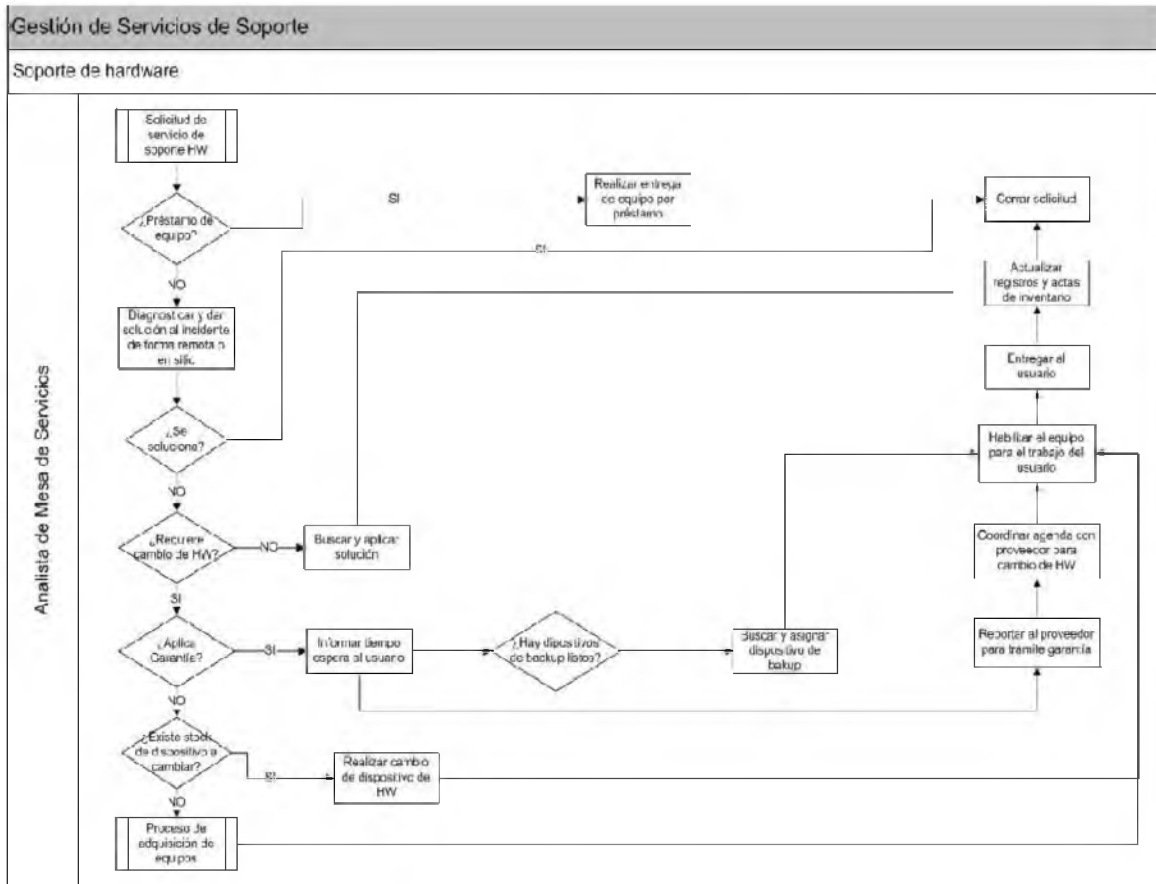 Gestión de Servicios de Soporte
Soporte de hardware
Analista de Mesa de Servicios
Solicitud de
servicio de
soporte HW
¿Préstamo de
equipo?
SI
Realizar entrega
de equipo por
préstamo
Cerrar solicitud
NO
SI
Actualizar
registros y actas
de inventario
Diagnosticar y dar
solución al incidente
de forma remota o
en sitio
Entregar al
usuario
¿Se
soluciona?
Habilitar el equipo
para el trabajo del
usuario
NO
¿Requiere
cambio de HW?
NO
Buscar y aplicar
solución
Coordinar agenda con
proveedor para
cambio de HW
SI
¿Aplica
Garantía?
SI
Informar tiempo
espera al usuario
¿Hay dipostivos
de backup listos?
Buscar y asignar
dispositivo de
bakup
Reportar al proveedor
para trámite garantía
NO
¿Existe stock
de dispositivo a
cambiar?
SI
Realizar cambio
de dispositivo de
HW
NO
Proceso de
adquisición de
equipos